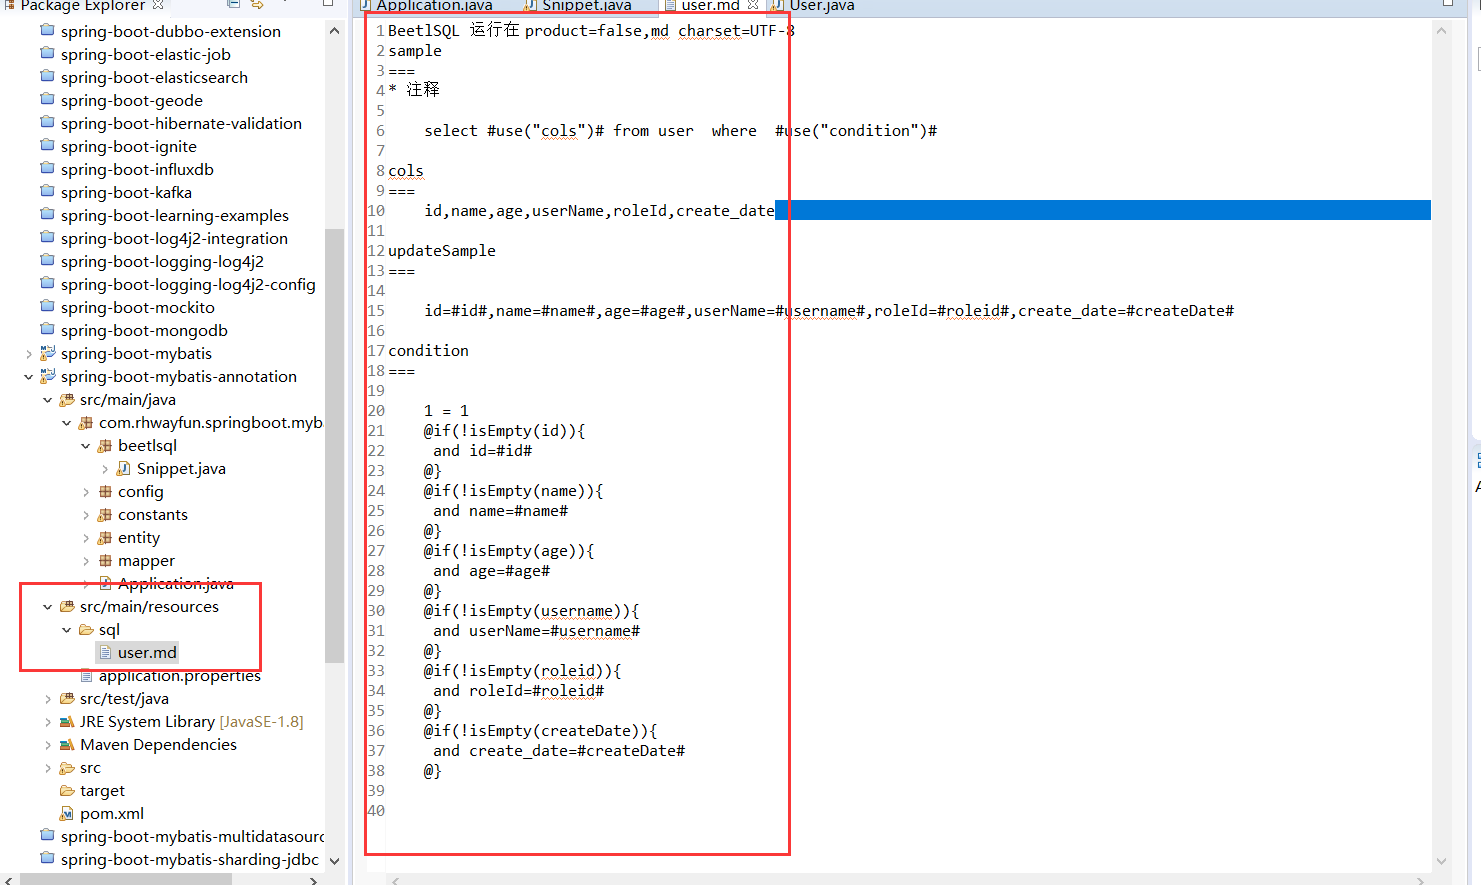 Package Explorer
spring-boot-dubbo-extension
spring-boot-elastic-job
spring-boot-elasticsearch
spring-boot-geode
spring-boot-hibernate-validation
spring-boot-ignite
spring-boot-influxdb
spring-boot-kafka
spring-boot-learning-examples
spring-boot-log4j2-integration
spring-boot-logging-log4j2
spring-boot-logging-log4j2-config
spring-boot-mockito
spring-boot-mongodb
spring-boot-mybatis
spring-boot-mybatis-annotation
src/main/java
com.rhwayfun.springboot.myb
beetlsql
Snippet.java
config
constants
entity
mapper
Application.java
src/main/resources
sql
user.md
application.properties
src/test/java
JRE System Library [JavaSE-1.8]
Maven Dependencies
src
target
pom.xml
spring-boot-mybatis-multidatasourc
spring-boot-mybatis-sharding-jdbc
Application.java Snippet.java user.md User.java
1 BeetlSQL 运行在 product=false,md charset=UTF-8
2 sample
3 ===
4 * 注释
5
6 select #use("cols")# from user  where  #use("condition")#
7
8 cols
9 ===
10 id,name,age,userName,roleId,create_date
11
12 updateSample
13 ===
14
15 id=#id#,name=#name#,age=#age#,userName=#username#,roleId=#roleid#,create_date=#createDate#
16
17 condition
18 ===
19
20 1 = 1
21 @if(!isEmpty(id)){
22 and id=#id#
23 @}
24 @if(!isEmpty(name)){
25 and name=#name#
26 @}
27 @if(!isEmpty(age)){
28 and age=#age#
29 @}
30 @if(!isEmpty(username)){
31 and userName=#username#
32 @}
33 @if(!isEmpty(roleid)){
34 and roleId=#roleid#
35 @}
36 @if(!isEmpty(createDate)){
37 and create_date=#createDate#
38 @}
39
40